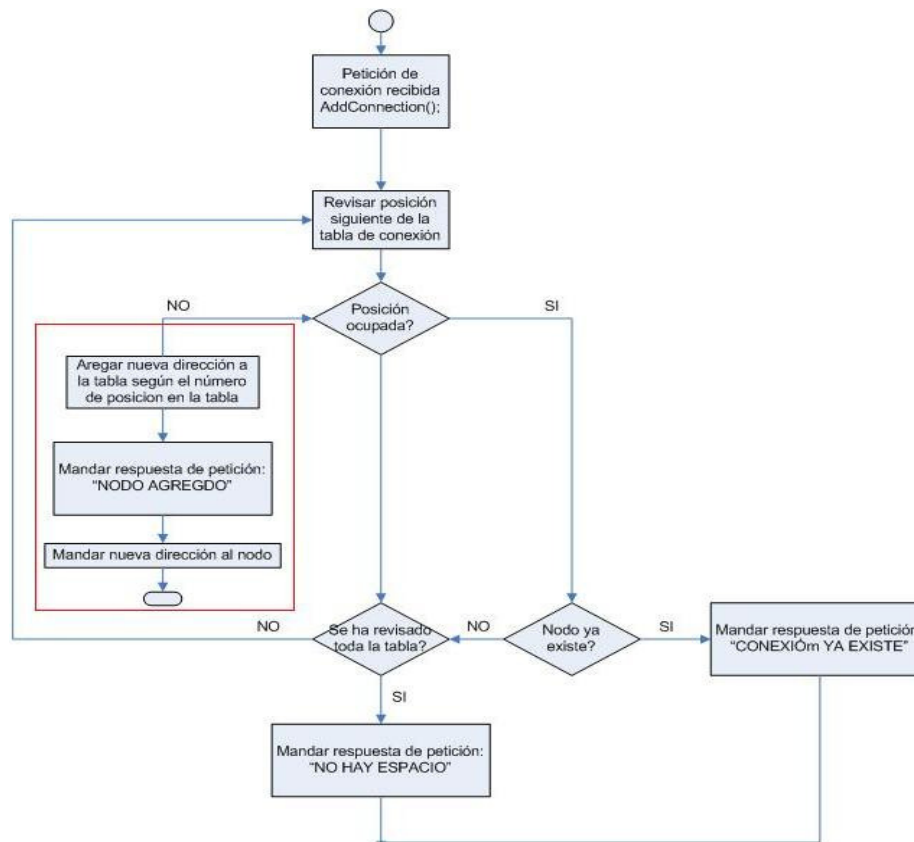 Petición de
conexión recibida
AddConnection();
Revisar posición
siguiente de la
tabla de conexión
NO
SI
Posición
ocupada?
Aregar nueva dirección a
la tabla según el número
de posicion en la tabla
Mandar respuesta de petición:
“NODO AGREGDO”
Mandar nueva dirección al nodo
NO
Se ha revisado
toda la tabla?
NO
Nodo ya
existe?
SI
Mandar respuesta de petición:
“CONEXIÓm YA EXISTE”
SI
Mandar respuesta de petición:
“NO HAY ESPACIO”